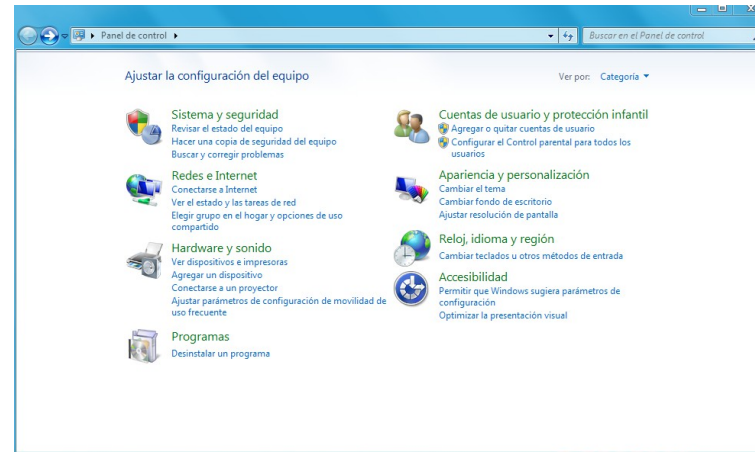 Panel de control
Buscar en el Panel de control
Ajustar la configuración del equipo
Ver por: Categoría
Sistema y seguridad
Revisar el estado del equipo
Hacer una copia de seguridad del equipo
Buscar y corregir problemas
Redes e Internet
Conectarse a Internet
Ver el estado y las tareas de red
Elegir grupo en el hogar y opciones de uso
compartido
Hardware y sonido
Ver dispositivos e impresoras
Agregar un dispositivo
Conectarse a un proyector
Ajustar parámetros de configuración de movilidad de
uso frecuente
Programas
Desinstalar un programa
Cuentas de usuario y protección infantil
Agregar o quitar cuentas de usuario
Configurar el Control parental para todos los
usuarios
Apariencia y personalización
Cambiar el tema
Cambiar fondo de escritorio
Ajustar resolución de pantalla
Reloj, idioma y región
Cambiar teclados u otros métodos de entrada
Accesibilidad
Permitir que Windows sugiera parámetros de
configuración
Optimizar la presentación visual